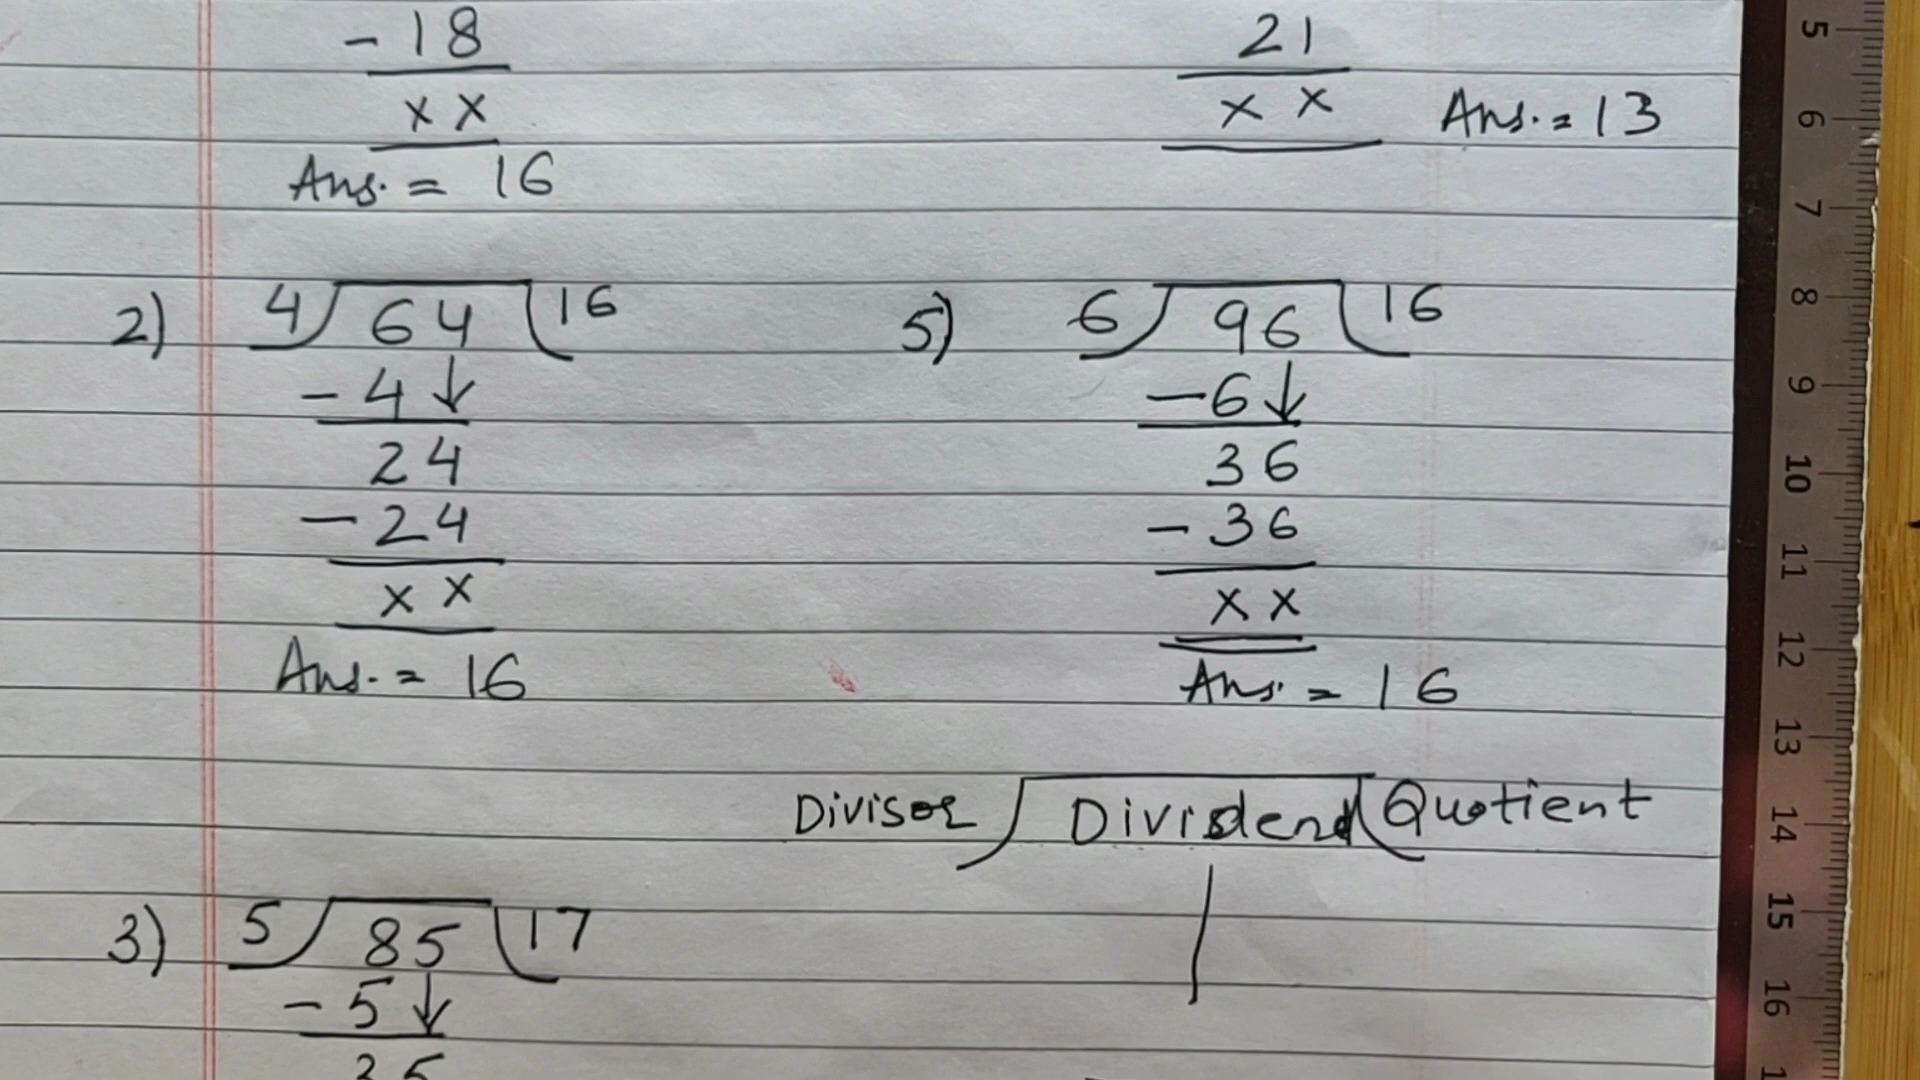 - 18
x x
Ans. = 16
2) 4 64 16
- 4 ↓
24
- 24
x x
Ans. = 16
3) 5 85 17
- 5 ↓
35
21
x x
Ans. = 13
5) 6 96 16
- 6 ↓
36
- 36
x x
Ans. = 16
Divisor Dividend Quotient
5
6
7
8
9
10
11
12
13
14
15
16